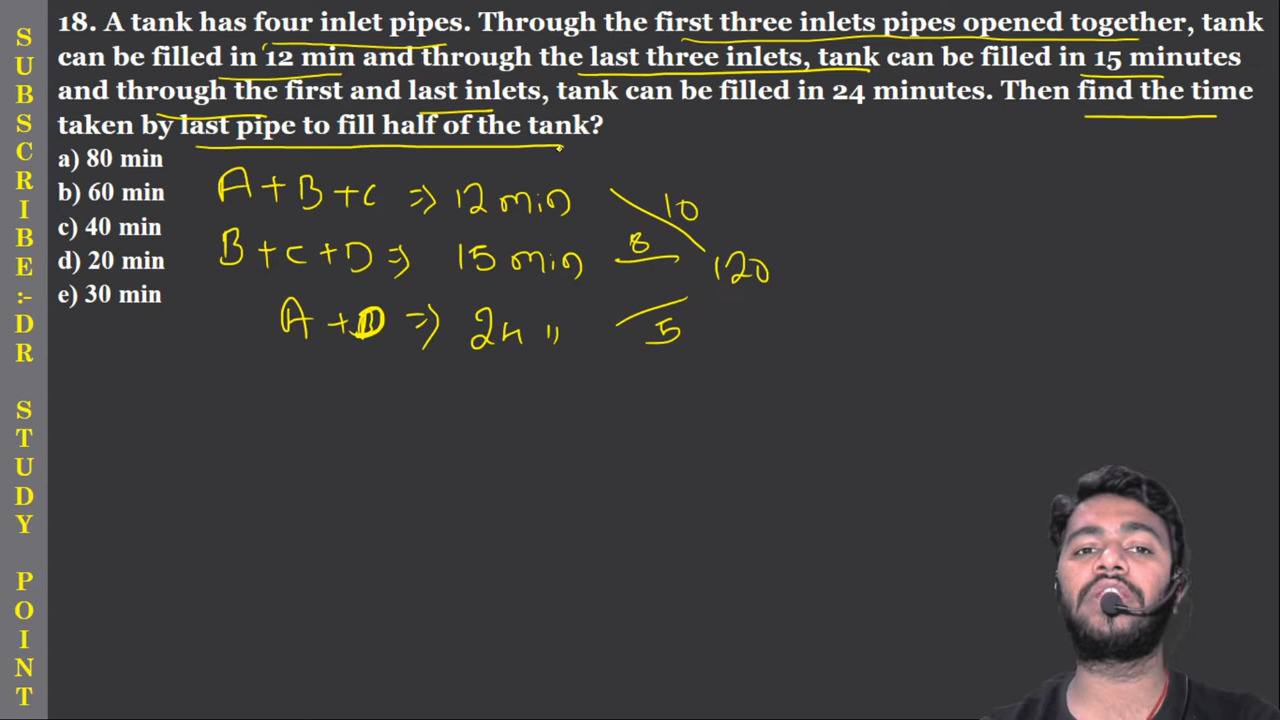 18. A tank has four inlet pipes. Through the first three inlets pipes opened together, tank
can be filled in 12 min and through the last three inlets, tank can be filled in 15 minutes
and through the first and last inlets, tank can be filled in 24 minutes. Then find the time
taken by last pipe to fill half of the tank?
a) 80 min
b) 60 min
c) 40 min
d) 20 min
e) 30 min
A + B + C => 12 min 10
B + C + D => 15 min 8 120
A + D => 24 " 5
SUBSCRIBE:- DR STUDY POINT